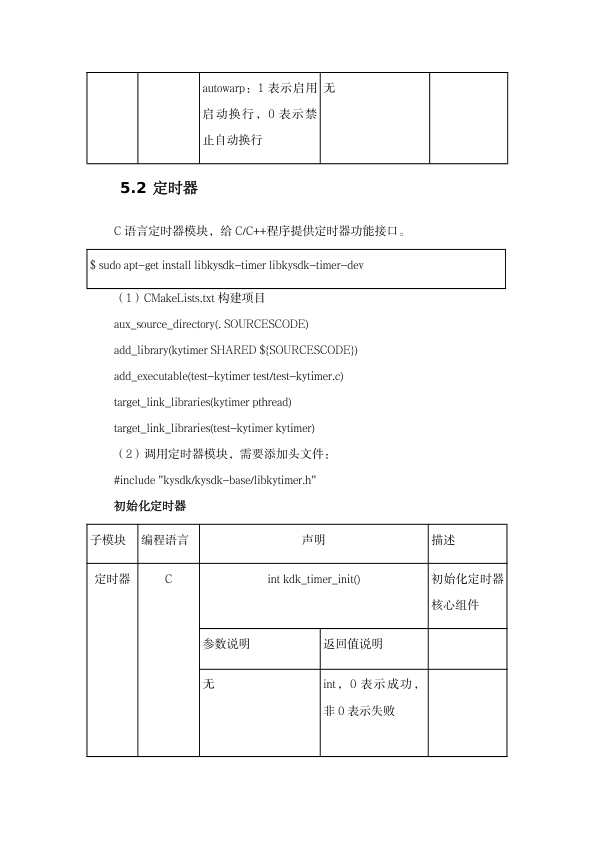 autowarp：1 表示启用 无
启动换行，0 表示禁
止自动换行
5.2 定时器
C 语言定时器模块，给 C/C++程序提供定时器功能接口。
$ sudo apt-get install libkysdk-timer libkysdk-timer-dev
（1）CMakeLists.txt 构建项目
aux_source_directory(. SOURCESCODE)
add_library(kytimer SHARED ${SOURCESCODE})
add_executable(test-kytimer test/test-kytimer.c)
target_link_libraries(kytimer pthread)
target_link_libraries(test-kytimer kytimer)
（2）调用定时器模块，需要添加头文件：
#include "kysdk/kysdk-base/libkytimer.h"
初始化定时器
子模块 编程语言 声明 描述
定时器 C int kdk_timer_init() 初始化定时器
核心组件
参数说明 返回值说明
无 int，0 表示成功，
非 0 表示失败